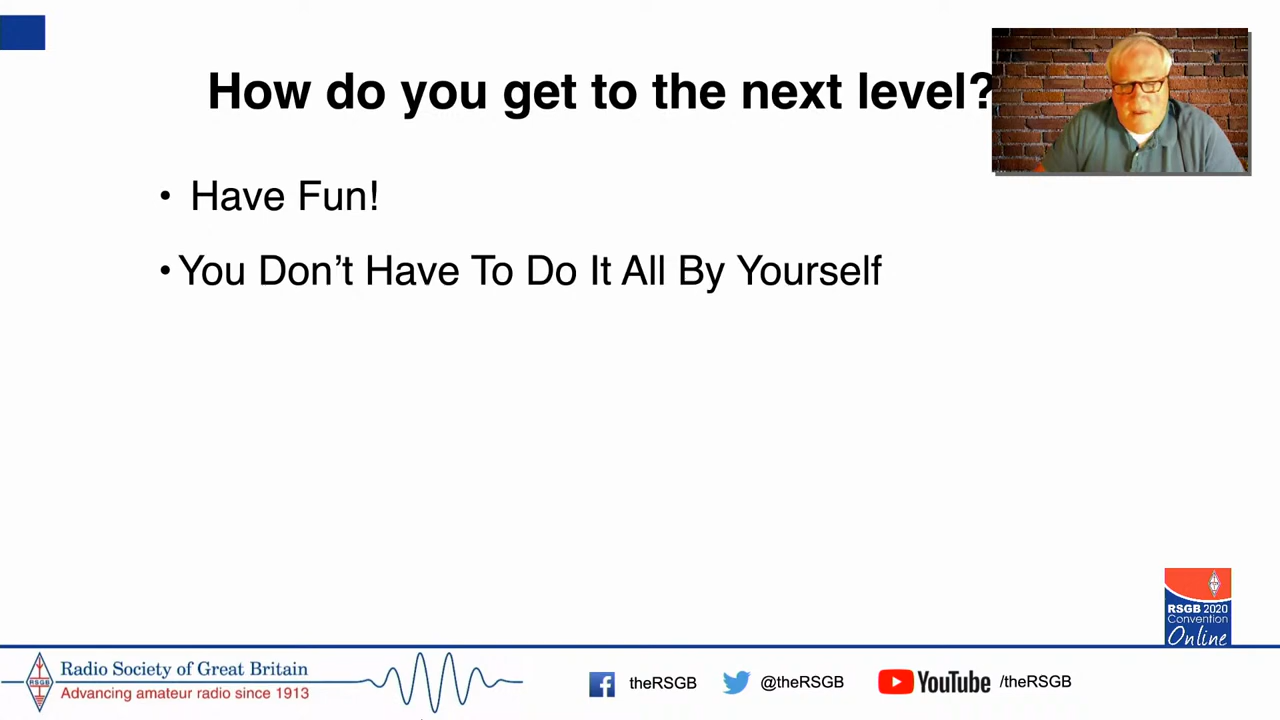 How do you get to the next level?
• Have Fun!
• You Don't Have To Do It All By Yourself
RSGB 2020
Convention
Online
RSGB
Radio Society of Great Britain
Advancing amateur radio since 1913
theRSGB
@theRSGB
YouTube /theRSGB